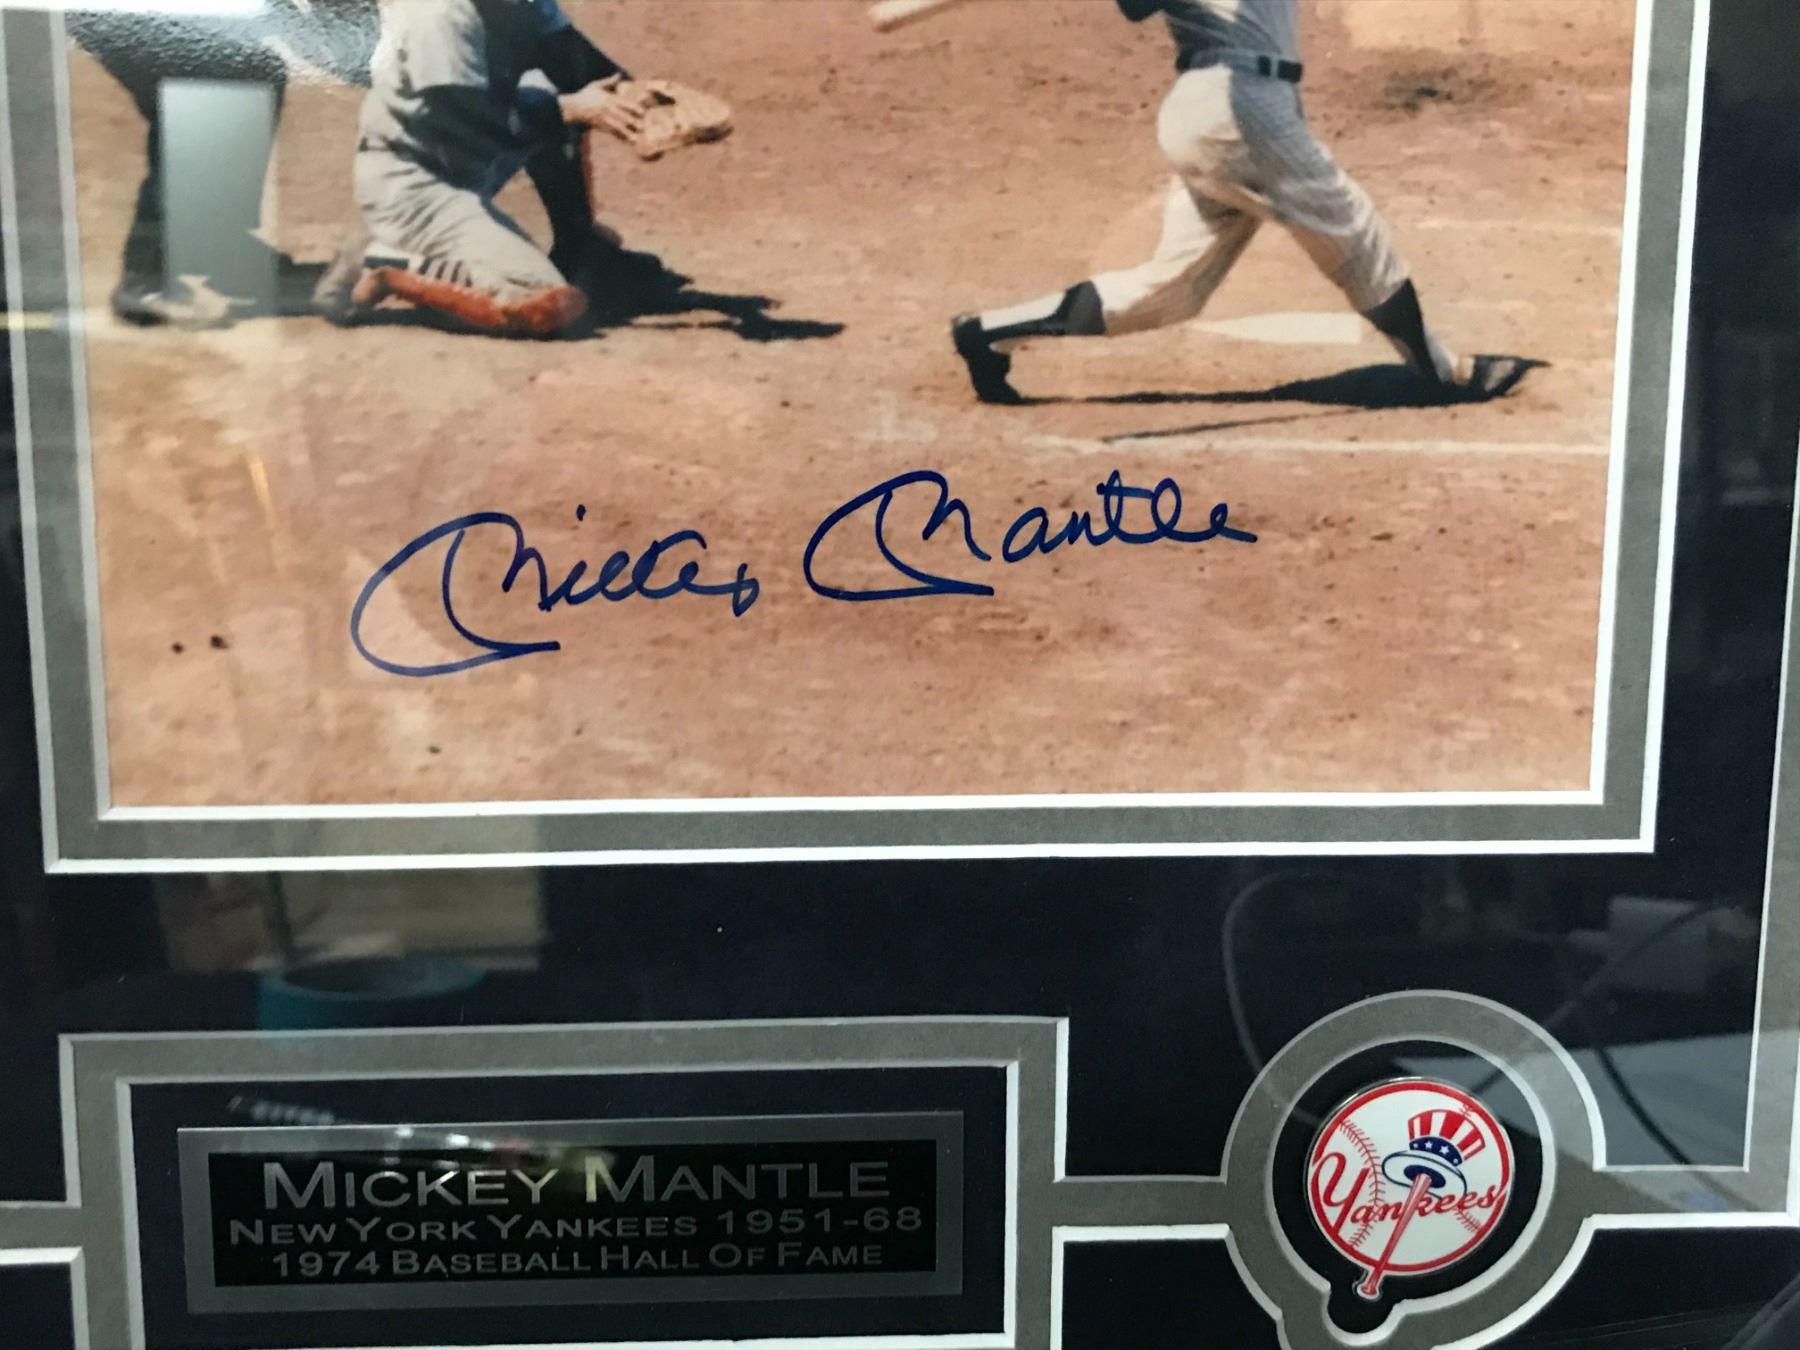 Mickey Mantle
MICKEY MANTLE
NEW YORK YANKEES 1951-68
1974 BASEBALL HALL OF FAME
Yankees